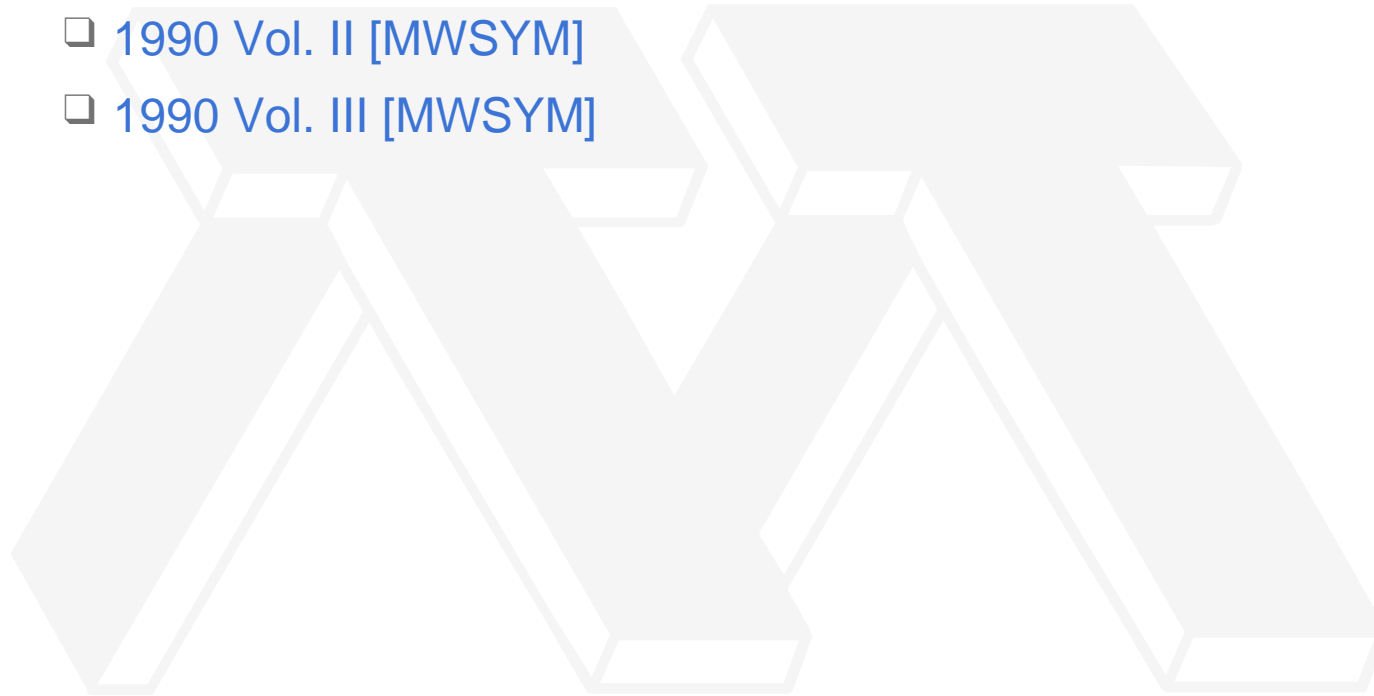 ❑ 1990 Vol. II [MWSYM]
❑ 1990 Vol. III [MWSYM]